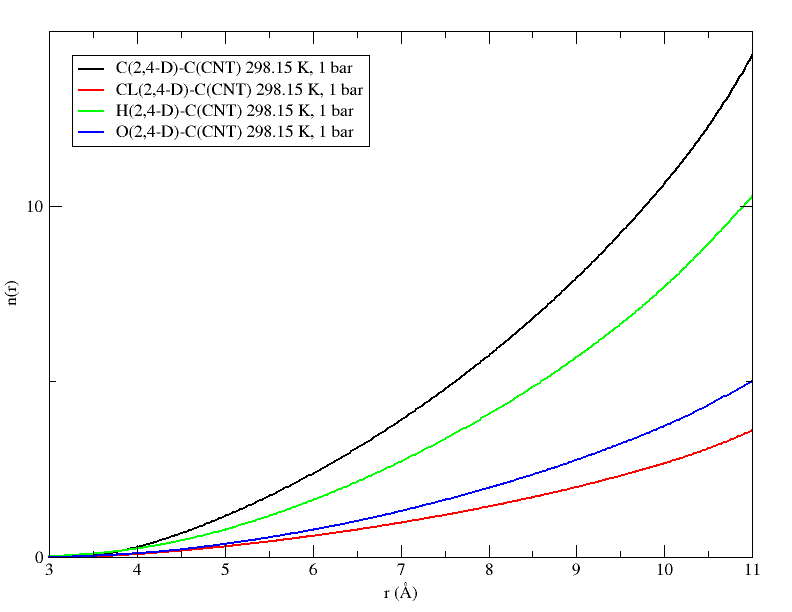 C(2,4-D)-C(CNT) 298.15 K, 1 bar
CL(2,4-D)-C(CNT) 298.15 K, 1 bar
H(2,4-D)-C(CNT) 298.15 K, 1 bar
O(2,4-D)-C(CNT) 298.15 K, 1 bar
10
n(r)
0
3 4 5 6 7 8 9 10 11
r (Å)